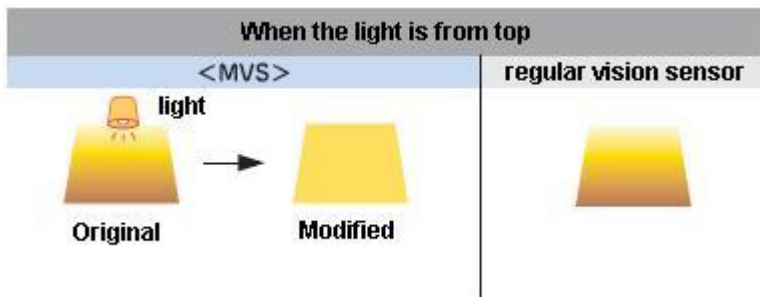 When the light is from top
<MVS>
regular vision sensor
light
Original
Modified